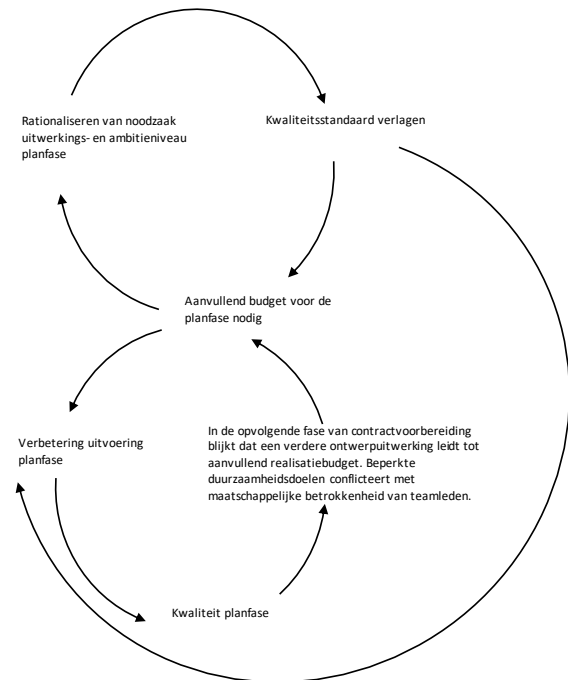 Rationaliseren van noodzaak
uitwerkings- en ambitieniveau
planfase
Kwaliteitsstandaard verlagen
Aanvullend budget voor de
planfase nodig
Verbetering uitvoering
planfase
In de opvolgende fase van contractvoorbereiding
blijkt dat een verdere ontwerpuitwerking leidt tot
aanvullend realisatiebudget. Beperkte
duurzaamheidsdoelen conflicteert met
maatschappelijke betrokkenheid van teamleden.
Kwaliteit planfase